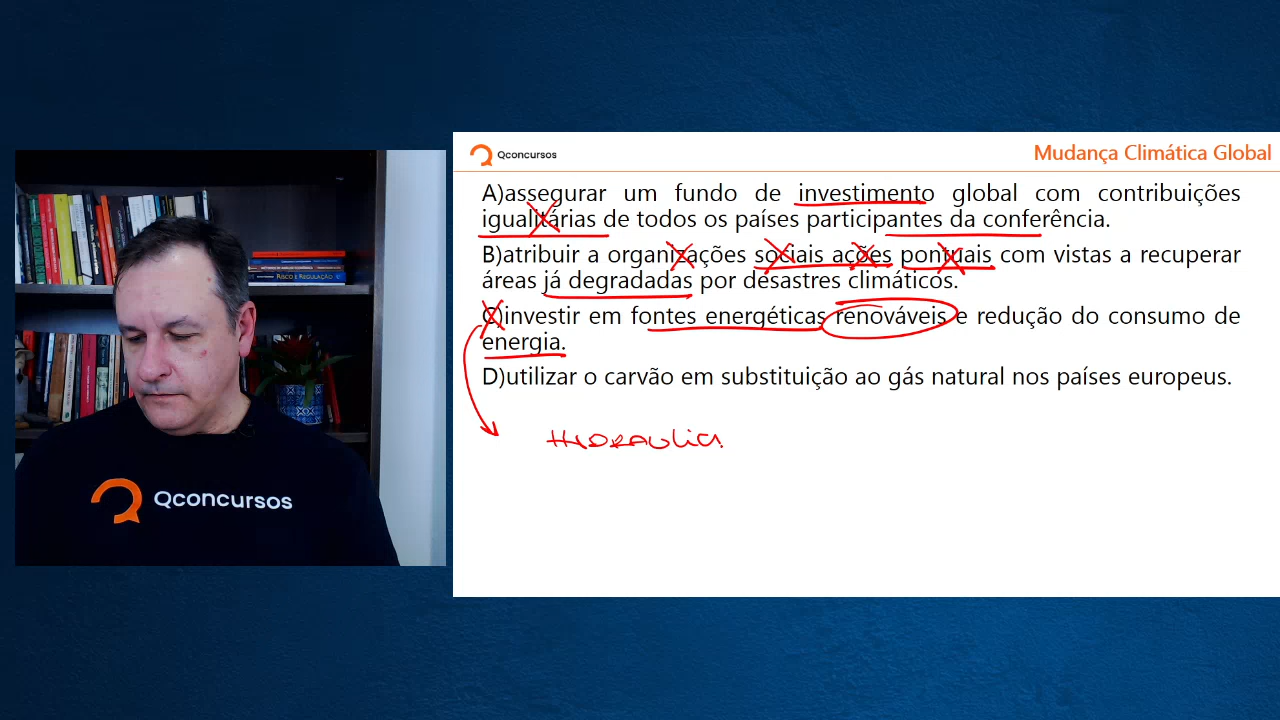 Qconcursos
Mudança Climática Global
A)assegurar um fundo de investimento global com contribuições
igualitárias de todos os países participantes da conferência.
B)atribuir a organizações sociais ações pontuais com vistas a recuperar
áreas já degradadas por desastres climáticos.
C)investir em fontes energéticas renováveis e redução do consumo de
energia.
D)utilizar o carvão em substituição ao gás natural nos países europeus.
RISCO E REGULAÇÃO
Qconcursos